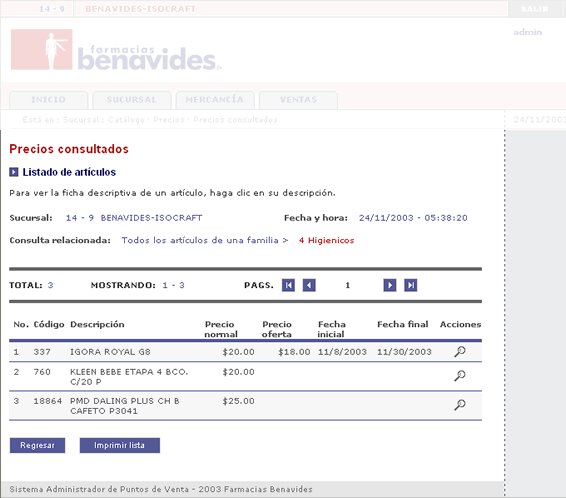 14 - 9 BENAVIDES-ISOCRAFT SALIR
admin
farmacias
benavides
INICIO SUCURSAL MERCANCÍA VENTAS
Está en : Sucursal : Catálogo : Precios : Precios consultados 24/11/2003
Precios consultados
Listado de artículos
Para ver la ficha descriptiva de un artículo, haga clic en su descripción.
Sucursal: 14 - 9 BENAVIDES-ISOCRAFT Fecha y hora: 24/11/2003 - 05:38:20
Consulta relacionada: Todos los artículos de una familia > 4 Higienicos
TOTAL: 3 MOSTRANDO: 1 - 3 PAGS. 1
No. Código Descripción Precio normal Precio oferta Fecha inicial Fecha final Acciones
1 337 IGORA ROYAL G8 $20.00 $18.00 11/8/2003 11/30/2003
2 760 KLEEN BEBE ETAPA 4 BCO. $20.00
C/20 P
3 18864 PMD DALING PLUS CH B $25.00
CAFETO P3041
Regresar Imprimir lista
Sistema Administrador de Puntos de Venta - 2003 Farmacias Benavides